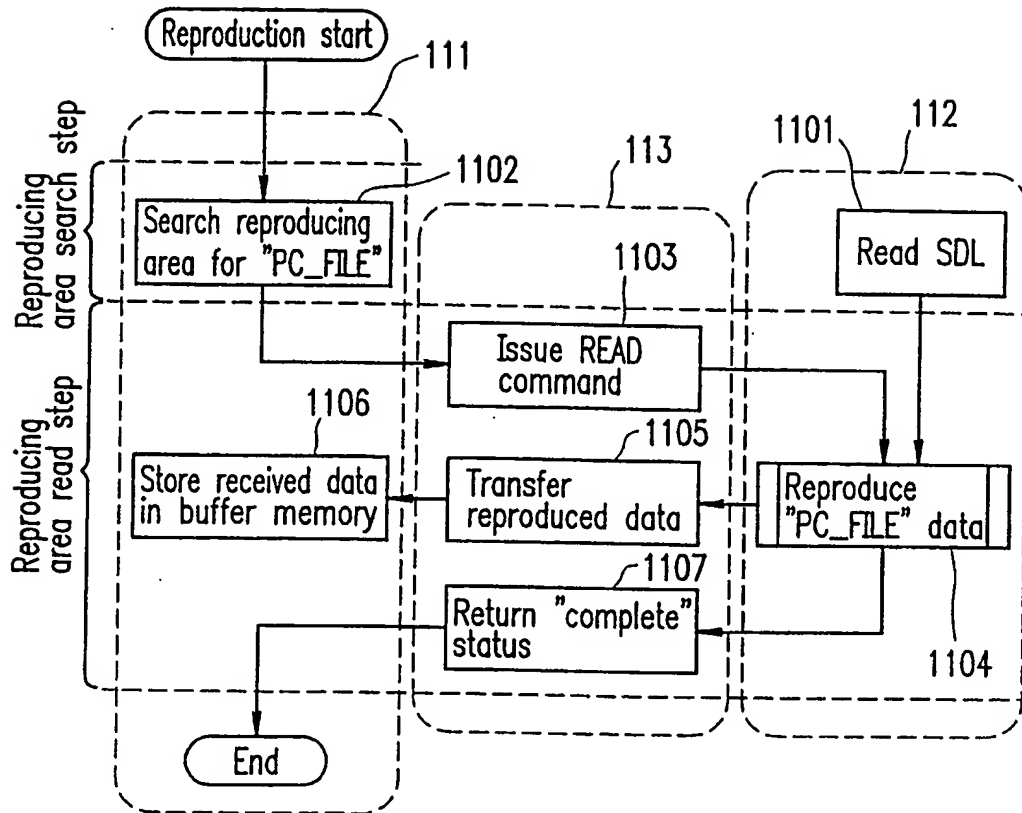 Reproduction start
111
112
113
1101
1102
1103
Reproducing
area search step
Search reproducing
area for "PC_FILE"
Read SDL
Issue READ
command
Reproducing
area read step
1106
1105
Store received data
in buffer memory
Transfer
reproduced data
Reproduce
"PC_FILE" data
1107
1104
Return "complete"
status
End